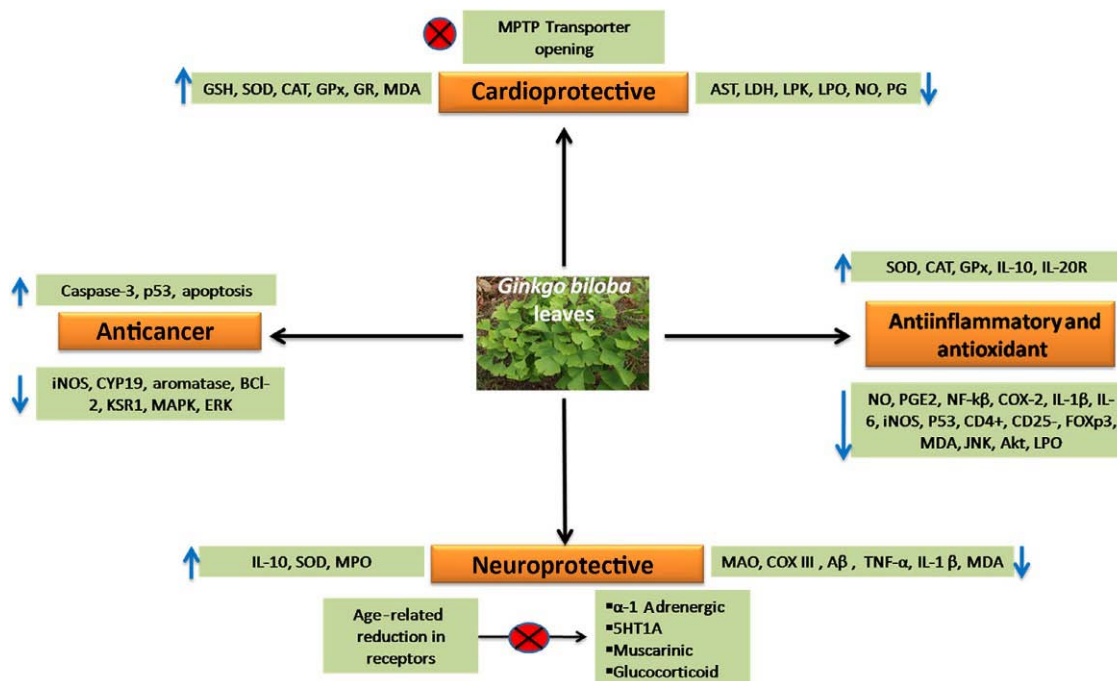 MPTP Transporter
opening
GSH, SOD, CAT, GPx, GR, MDA
Cardioprotective
AST, LDH, LPK, LPO, NO, PG
Ginkgo biloba
leaves
Caspase-3, p53, apoptosis
Anticancer
iNOS, CYP19, aromatase, BCl-
2, KSR1, MAPK, ERK
SOD, CAT, GPx, IL-10, IL-20R
Antiinflammatory and
antioxidant
NO, PGE2, NF-kβ, COX-2, IL-1β, IL-
6, iNOS, P53, CD4+, CD25-, FOXp3,
MDA, JNK, Akt, LPO
IL-10, SOD, MPO
Neuroprotective
MAO, COX III , Aβ , TNF-α, IL-1 β, MDA
Age-related
reduction in
receptors
▪α-1 Adrenergic
▪5HT1A
▪Muscarinic
▪Glucocorticoid